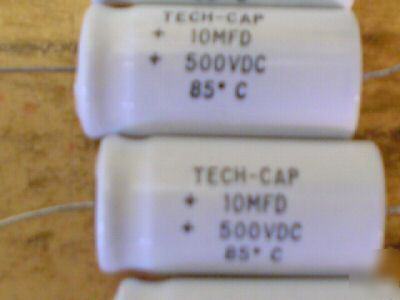 TECH-CAP
+ 10MFD
+ 500VDC
85° C
TECH-CAP
+ 10MFD
+ 500VDC
85° C